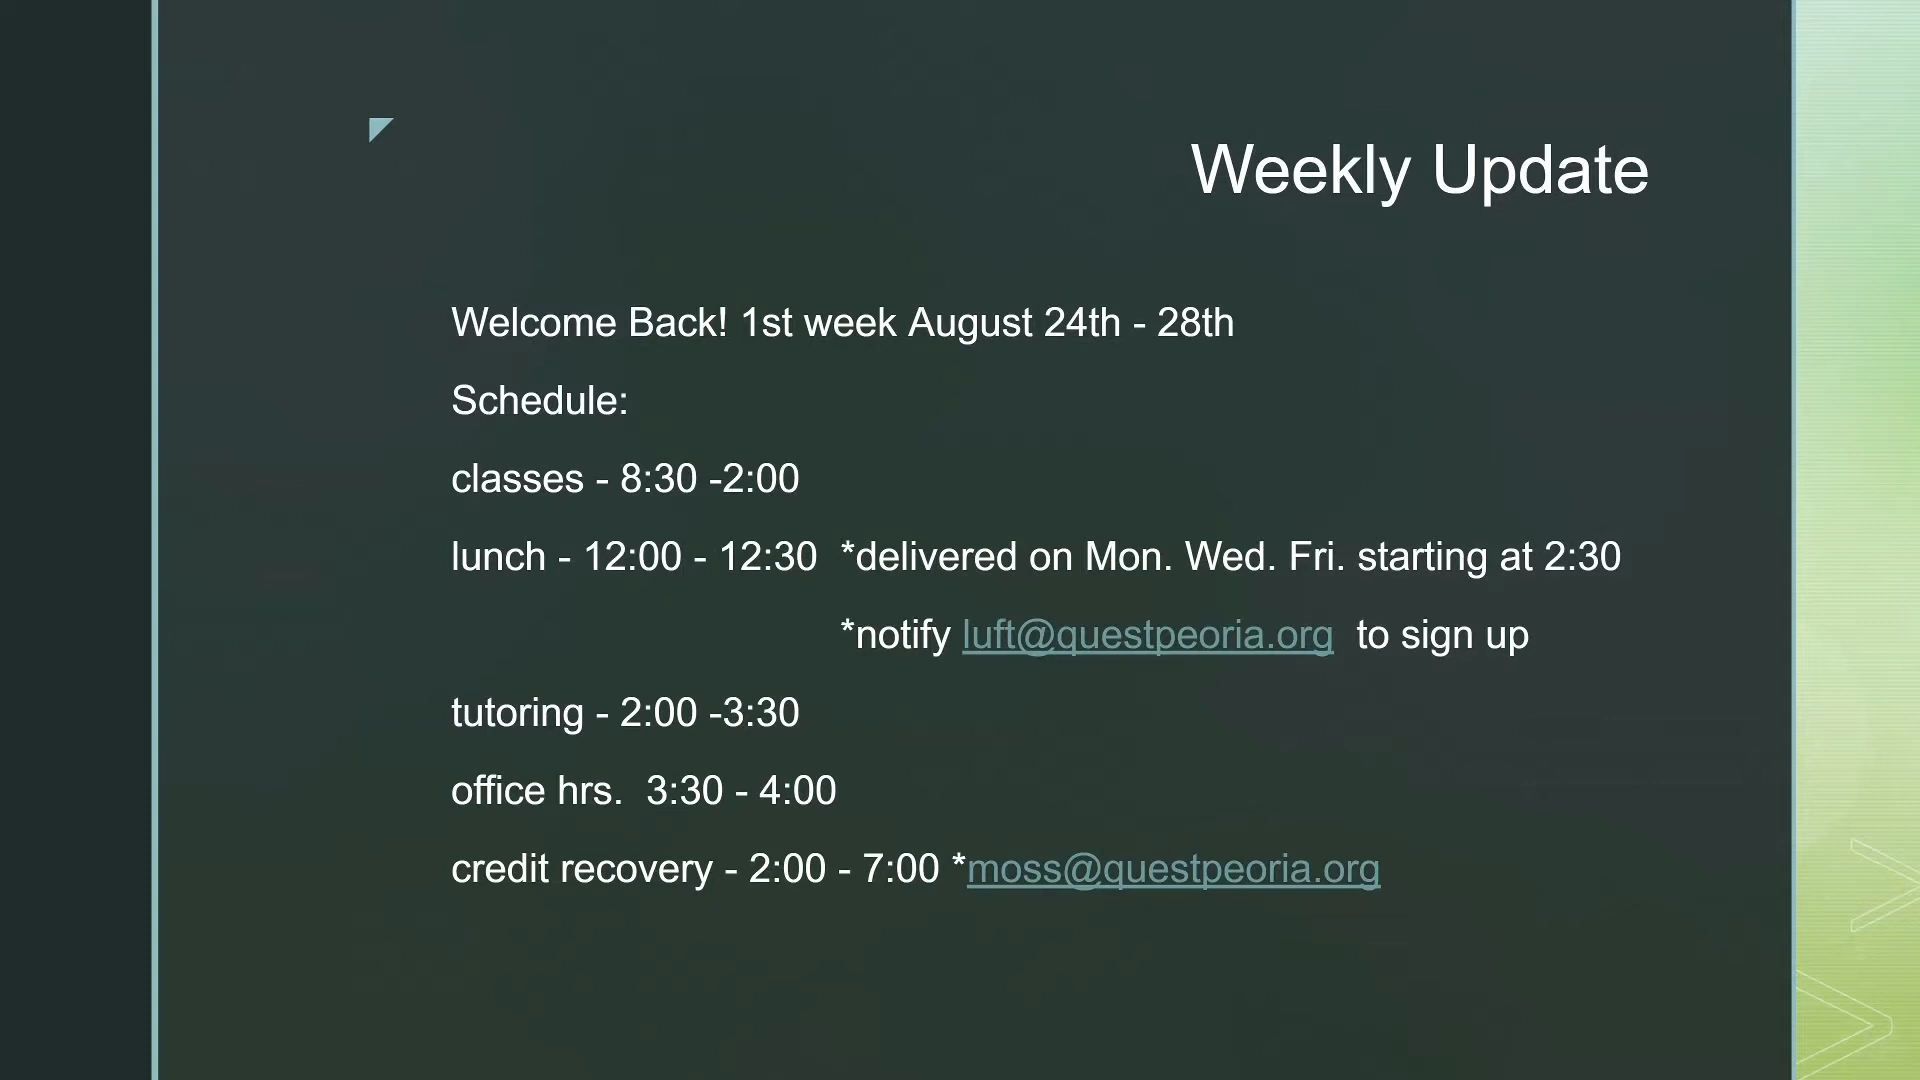 Weekly Update
Welcome Back! 1st week August 24th - 28th
Schedule:
classes - 8:30 -2:00
lunch - 12:00 - 12:30  *delivered on Mon. Wed. Fri. starting at 2:30
*notify luft@questpeoria.org  to sign up
tutoring - 2:00 -3:30
office hrs.  3:30 - 4:00
credit recovery - 2:00 - 7:00 *moss@questpeoria.org